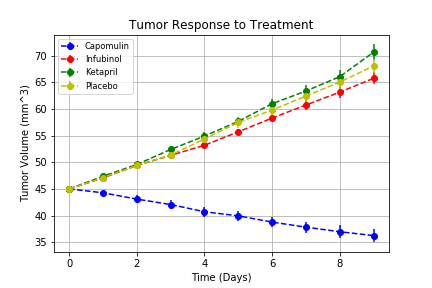 Tumor Response to Treatment
Capomulin
Infubinol
Ketapril
Placebo
Tumor Volume (mm^3)
70
65
60
55
50
45
40
35
0 2 4 6 8
Time (Days)